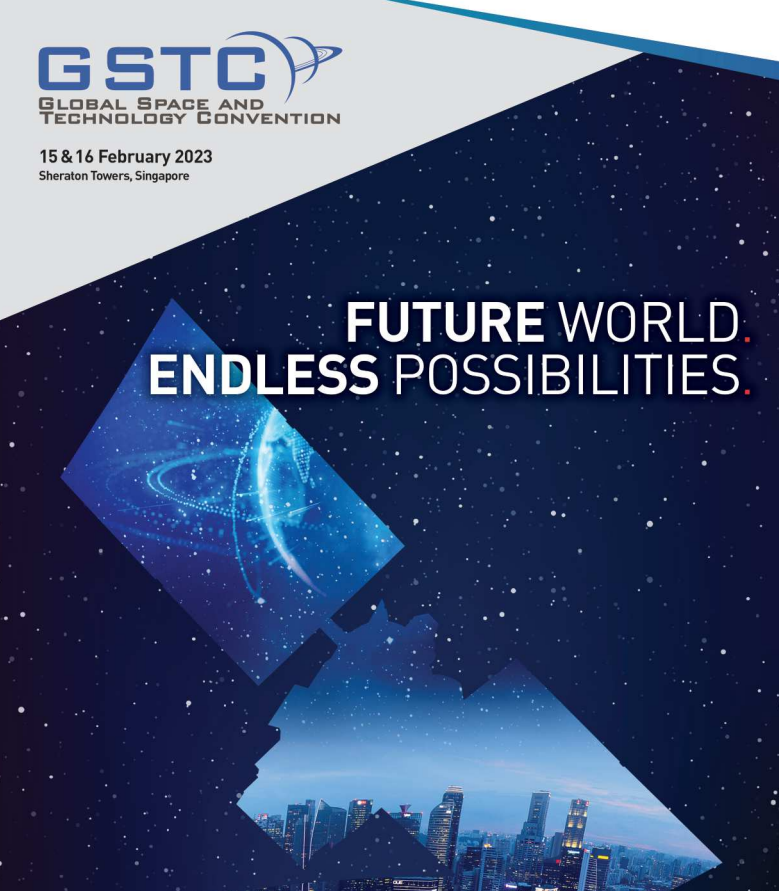 GSTC
GLOBAL SPACE AND
TECHNOLOGY CONVENTION
15 & 16 February 2023
Sheraton Towers, Singapore
FUTURE WORLD.
ENDLESS POSSIBILITIES.